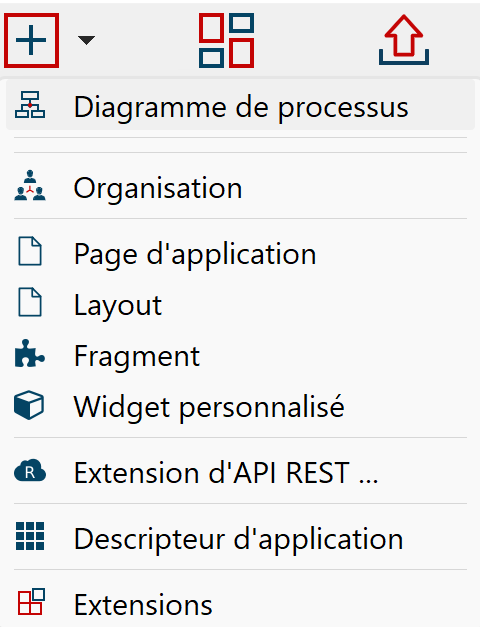 Diagramme de processus
Organisation
Page d'application
Layout
Fragment
Widget personnalisé
R
Extension d'API REST ...
Descripteur d'application
Extensions